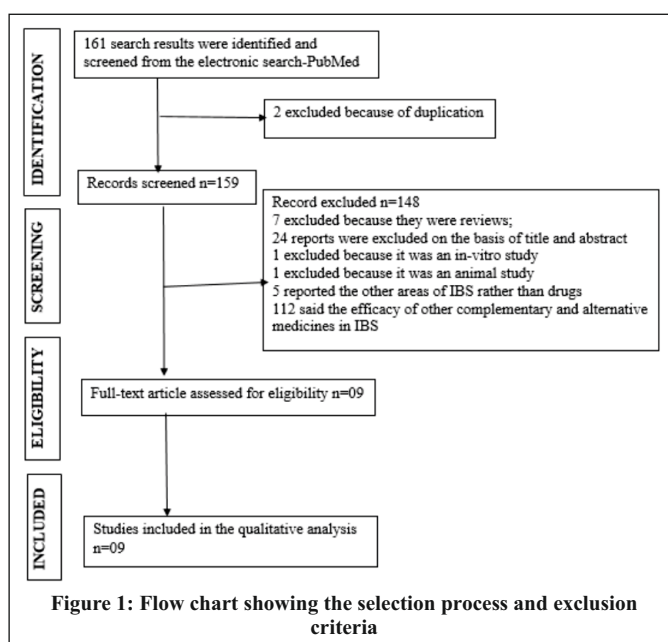 IDENTIFICATION
161 search results were identified and
screened from the electronic search-PubMed
2 excluded because of duplication
Records screened n=159
SCREENING
Record excluded n=148
7 excluded because they were reviews;
24 reports were excluded on the basis of title and abstract
1 excluded because it was an in-vitro study
1 excluded because it was an animal study
5 reported the other areas of IBS rather than drugs
112 said the efficacy of other complementary and alternative
medicines in IBS
ELIGIBILITY
Full-text article assessed for eligibility n=09
INCLUDED
Studies included in the qualitative analysis
n=09
Figure 1: Flow chart showing the selection process and exclusion
criteria